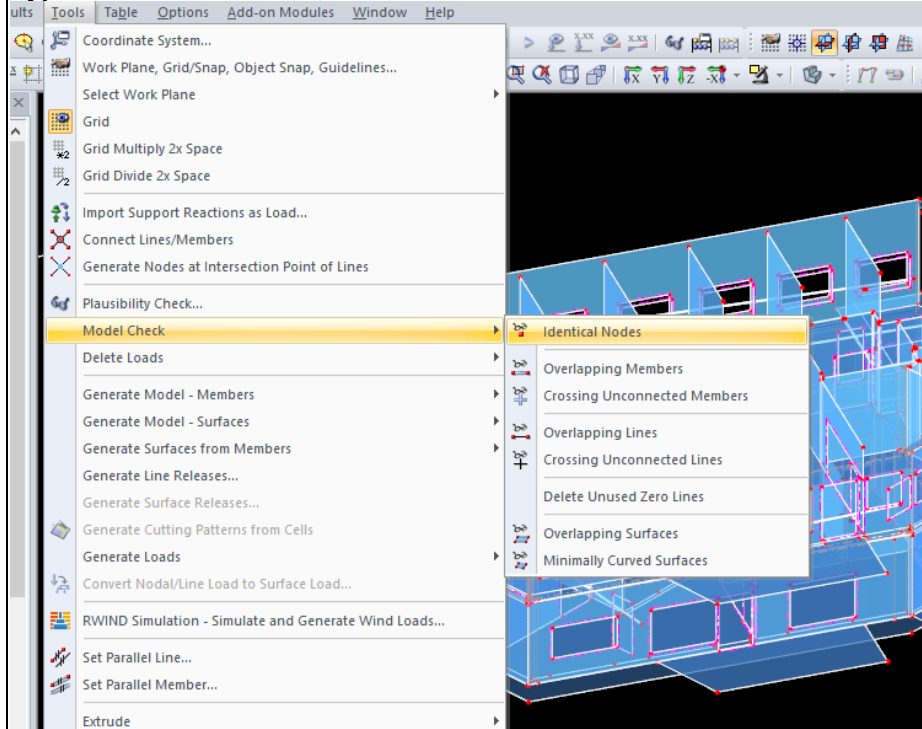 ults Tools Table Options Add-on Modules Window Help
Coordinate System...
Work Plane, Grid/Snap, Object Snap, Guidelines...
Select Work Plane
Grid
Grid Multiply 2x Space
Grid Divide 2x Space
Import Support Reactions as Load...
Connect Lines/Members
Generate Nodes at Intersection Point of Lines
Plausibility Check...
Model Check
Identical Nodes
Overlapping Members
Crossing Unconnected Members
Overlapping Lines
Crossing Unconnected Lines
Delete Unused Zero Lines
Overlapping Surfaces
Minimally Curved Surfaces
Delete Loads
Generate Model - Members
Generate Model - Surfaces
Generate Surfaces from Members
Generate Line Releases...
Generate Surface Releases...
Generate Cutting Patterns from Cells
Generate Loads
Convert Nodal/Line Load to Surface Load...
RWIND Simulation - Simulate and Generate Wind Loads...
Set Parallel Line...
Set Parallel Member...
Extrude